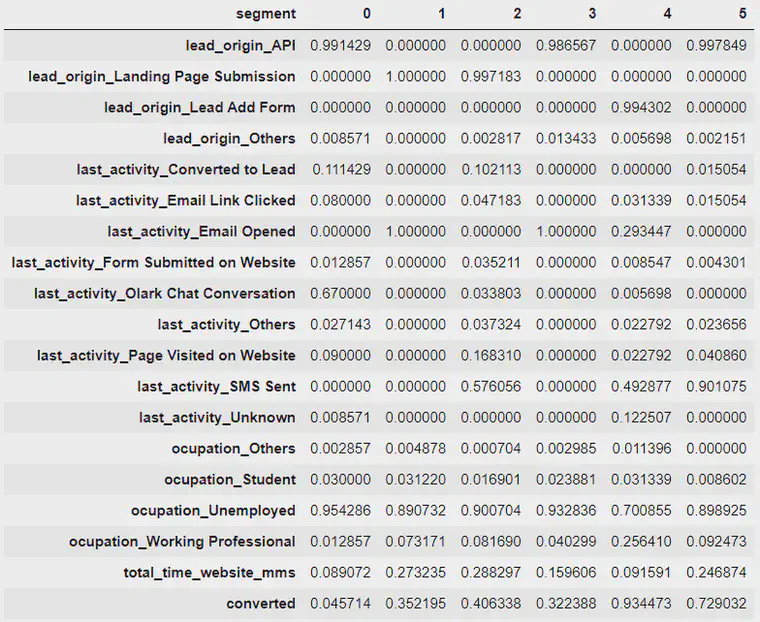 segment 0 1 2 3 4 5
lead_origin_API 0.991429 0.000000 0.000000 0.986567 0.000000 0.997849
lead_origin_Landing Page Submission 0.000000 1.000000 0.997183 0.000000 0.000000 0.000000
lead_origin_Lead Add Form 0.000000 0.000000 0.000000 0.000000 0.994302 0.000000
lead_origin_Others 0.008571 0.000000 0.002817 0.013433 0.005698 0.002151
last_activity_Converted to Lead 0.111429 0.000000 0.102113 0.000000 0.000000 0.015054
last_activity_Email Link Clicked 0.080000 0.000000 0.047183 0.000000 0.031339 0.015054
last_activity_Email Opened 0.000000 1.000000 0.000000 1.000000 0.293447 0.000000
last_activity_Form Submitted on Website 0.012857 0.000000 0.035211 0.000000 0.008547 0.004301
last_activity_Olark Chat Conversation 0.670000 0.000000 0.033803 0.000000 0.005698 0.000000
last_activity_Others 0.027143 0.000000 0.037324 0.000000 0.022792 0.023656
last_activity_Page Visited on Website 0.090000 0.000000 0.168310 0.000000 0.022792 0.040860
last_activity_SMS Sent 0.000000 0.000000 0.576056 0.000000 0.492877 0.901075
last_activity_Unknown 0.008571 0.000000 0.000000 0.000000 0.122507 0.000000
ocupation_Others 0.002857 0.004878 0.000704 0.002985 0.011396 0.000000
ocupation_Student 0.030000 0.031220 0.016901 0.023881 0.031339 0.008602
ocupation_Unemployed 0.954286 0.890732 0.900704 0.932836 0.700855 0.898925
ocupation_Working Professional 0.012857 0.073171 0.081690 0.040299 0.256410 0.092473
total_time_website_mms 0.089072 0.273235 0.288297 0.159606 0.091591 0.246874
converted 0.045714 0.352195 0.406338 0.322388 0.934473 0.729032